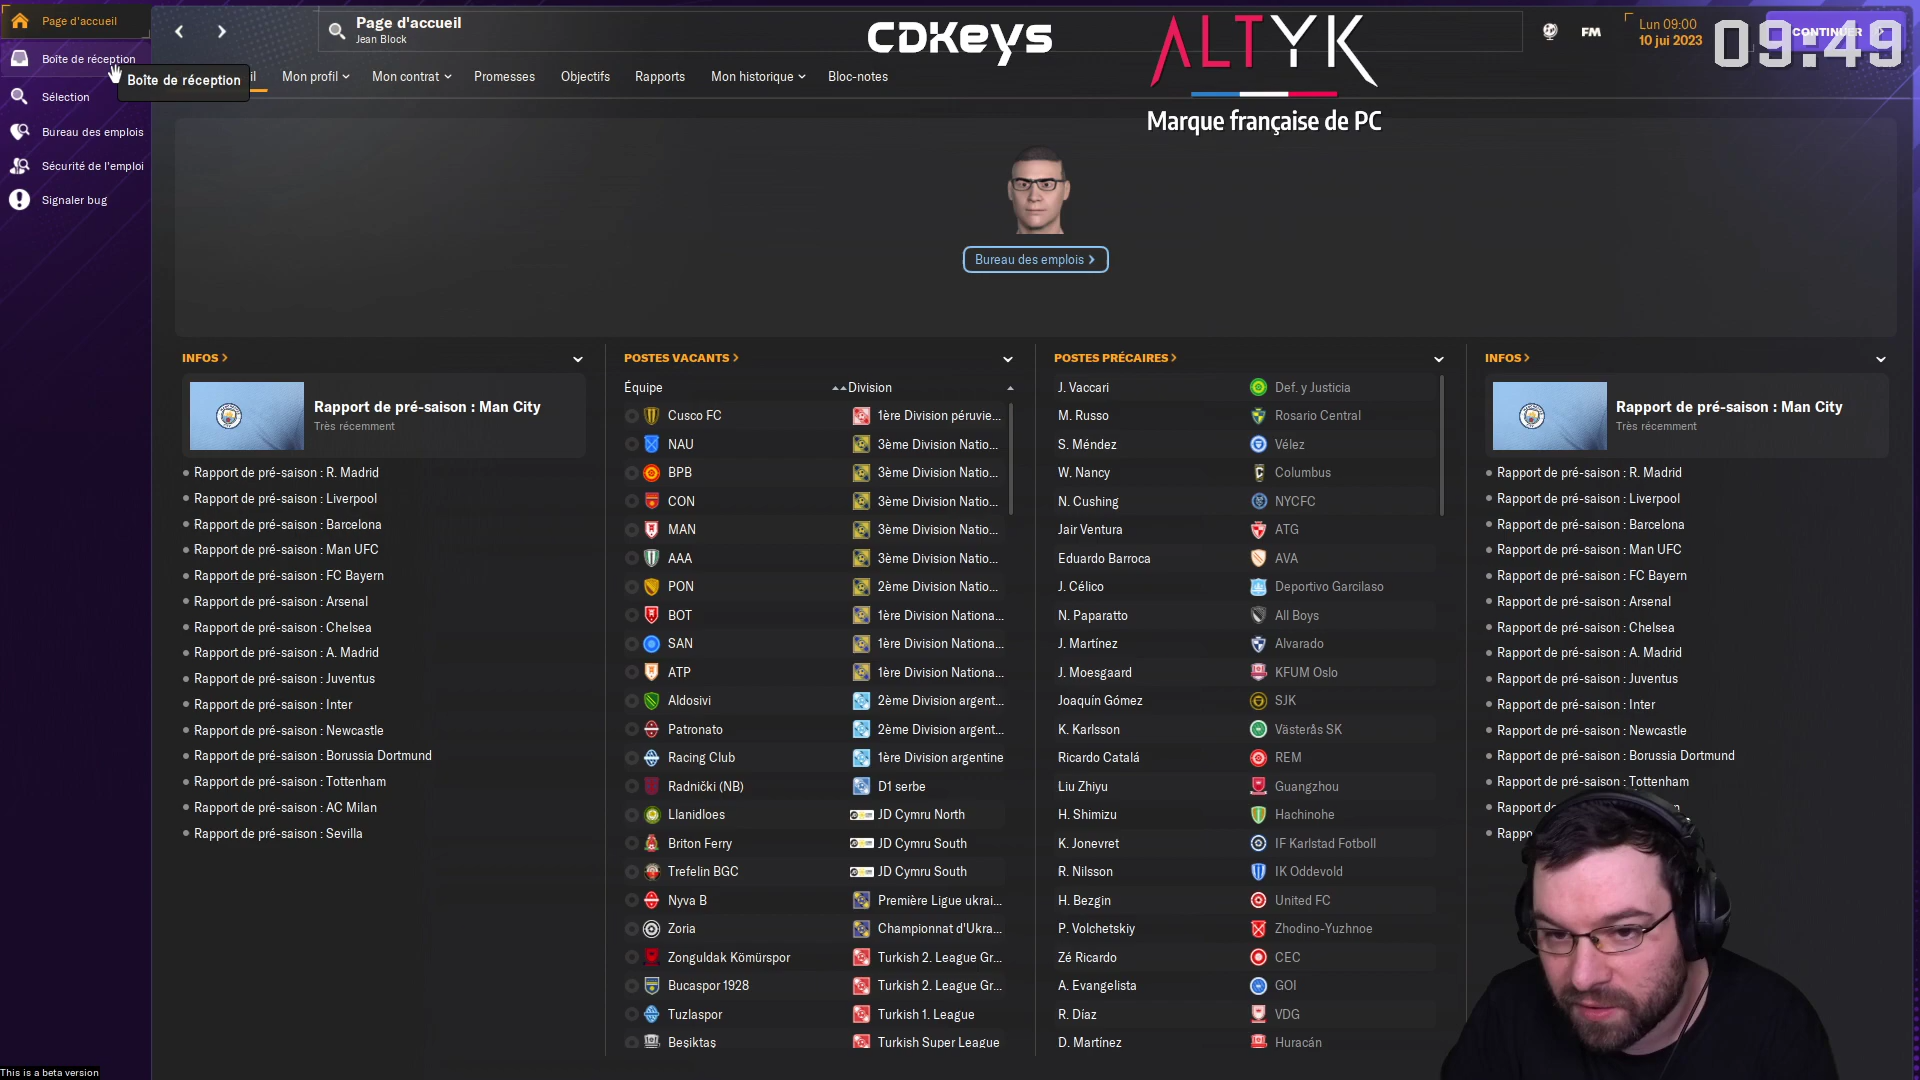 Page d'accueil
Boîte de réception
Boîte de réception
Sélection
Bureau des emplois
Sécurité de l'emploi
Signaler bug
Page d'accueil
Jean Block
CDKeys
ALTYK
Marque française de PC
FM
Lun 09:00
10 jui 2023
CONTINUER
09:49
Mon profil
Mon contrat
Promesses
Objectifs
Rapports
Mon historique
Bloc-notes
Bureau des emplois
INFOS
Rapport de pré-saison : Man City
Très récemment
Rapport de pré-saison : R. Madrid
Rapport de pré-saison : Liverpool
Rapport de pré-saison : Barcelona
Rapport de pré-saison : Man UFC
Rapport de pré-saison : FC Bayern
Rapport de pré-saison : Arsenal
Rapport de pré-saison : Chelsea
Rapport de pré-saison : A. Madrid
Rapport de pré-saison : Juventus
Rapport de pré-saison : Inter
Rapport de pré-saison : Newcastle
Rapport de pré-saison : Borussia Dortmund
Rapport de pré-saison : Tottenham
Rapport de pré-saison : AC Milan
Rapport de pré-saison : Sevilla
POSTES VACANTS
Équipe Division
Cusco FC 1ère Division péruvie...
NAU 3ème Division Natio...
BPB 3ème Division Natio...
CON 3ème Division Natio...
MAN 3ème Division Natio...
AAA 3ème Division Natio...
PON 2ème Division Natio...
BOT 1ère Division Nationa...
SAN 1ère Division Nationa...
ATP 1ère Division Nationa...
Aldosivi 2ème Division argent...
Patronato 2ème Division argent...
Racing Club 1ère Division argentine
Radnički (NB) D1 serbe
Llanidloes JD Cymru North
Briton Ferry JD Cymru South
Trefelin BGC JD Cymru South
Nyva B Première Ligue ukrai...
Zoria Championnat d'Ukra...
Zonguldak Kömürspor Turkish 2. League Gr...
Bucaspor 1928 Turkish 2. League Gr...
Tuzlaspor Turkish 1. League
Beşiktaş Turkish Super League
POSTES PRÉCAIRES
J. Vaccari Def. y Justicia
M. Russo Rosario Central
S. Méndez Vélez
W. Nancy Columbus
N. Cushing NYCFC
Jair Ventura ATG
Eduardo Barroca AVA
J. Célico Deportivo Garcilaso
N. Paparatto All Boys
J. Martínez Alvarado
J. Moesgaard KFUM Oslo
Joaquín Gómez SJK
K. Karlsson Västerås SK
Ricardo Catalá REM
Liu Zhiyu Guangzhou
H. Shimizu Hachinohe
K. Jonevret IF Karlstad Fotboll
R. Nilsson IK Oddevold
H. Bezgin United FC
P. Volchetskiy Zhodino-Yuzhnoe
Zé Ricardo CEC
A. Evangelista GOI
R. Díaz VDG
D. Martínez Huracán
INFOS
Rapport de pré-saison : Man City
Très récemment
Rapport de pré-saison : R. Madrid
Rapport de pré-saison : Liverpool
Rapport de pré-saison : Barcelona
Rapport de pré-saison : Man UFC
Rapport de pré-saison : FC Bayern
Rapport de pré-saison : Arsenal
Rapport de pré-saison : Chelsea
Rapport de pré-saison : A. Madrid
Rapport de pré-saison : Juventus
Rapport de pré-saison : Inter
Rapport de pré-saison : Newcastle
Rapport de pré-saison : Borussia Dortmund
Rapport de pré-saison : Tottenham
Rapport
This is a beta version